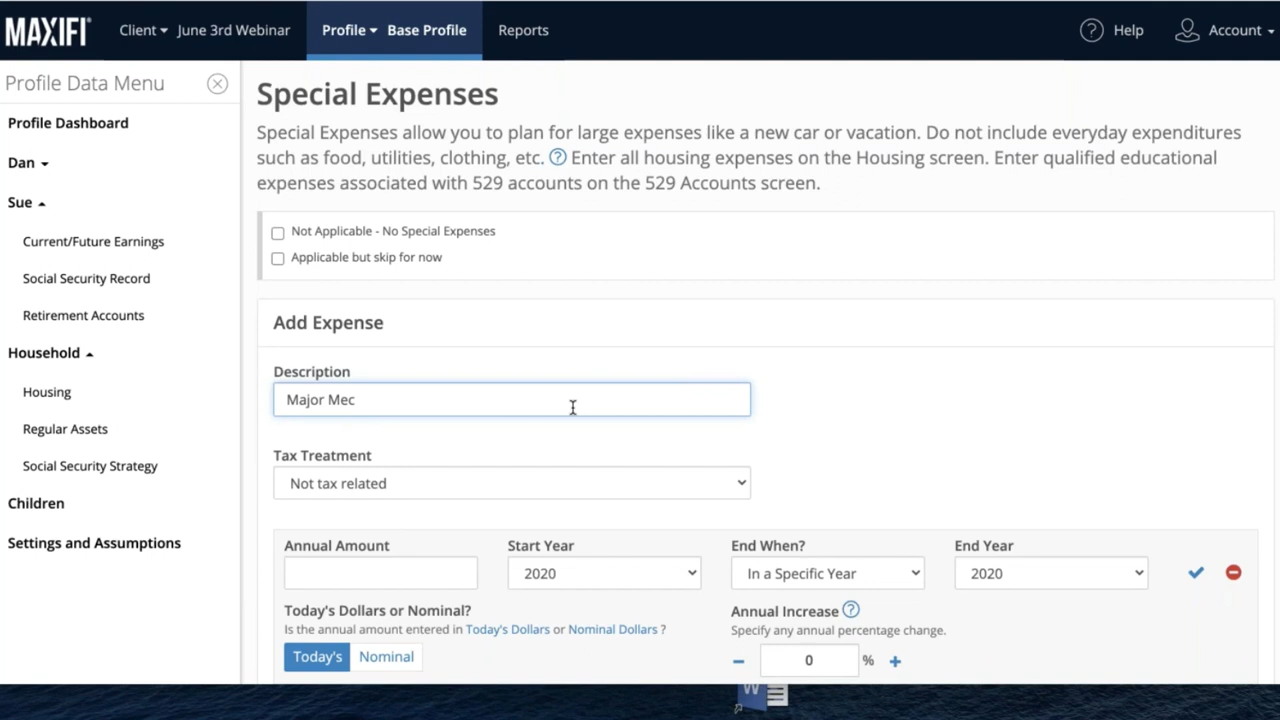 MAXIFI® Client June 3rd Webinar Profile Base Profile Reports Help Account
Profile Data Menu
Profile Dashboard
Dan
Sue
Current/Future Earnings
Social Security Record
Retirement Accounts
Household
Housing
Regular Assets
Social Security Strategy
Children
Settings and Assumptions
Special Expenses
Special Expenses allow you to plan for large expenses like a new car or vacation. Do not include everyday expenditures
such as food, utilities, clothing, etc. ? Enter all housing expenses on the Housing screen. Enter qualified educational
expenses associated with 529 accounts on the 529 Accounts screen.
Not Applicable - No Special Expenses
Applicable but skip for now
Add Expense
Description
Major Mec
Tax Treatment
Not tax related
Annual Amount Start Year End When? End Year
2020 In a Specific Year 2020
Today's Dollars or Nominal? Annual Increase ?
Is the annual amount entered in Today's Dollars or Nominal Dollars ? Specify any annual percentage change.
Today's Nominal − 0 % +
W